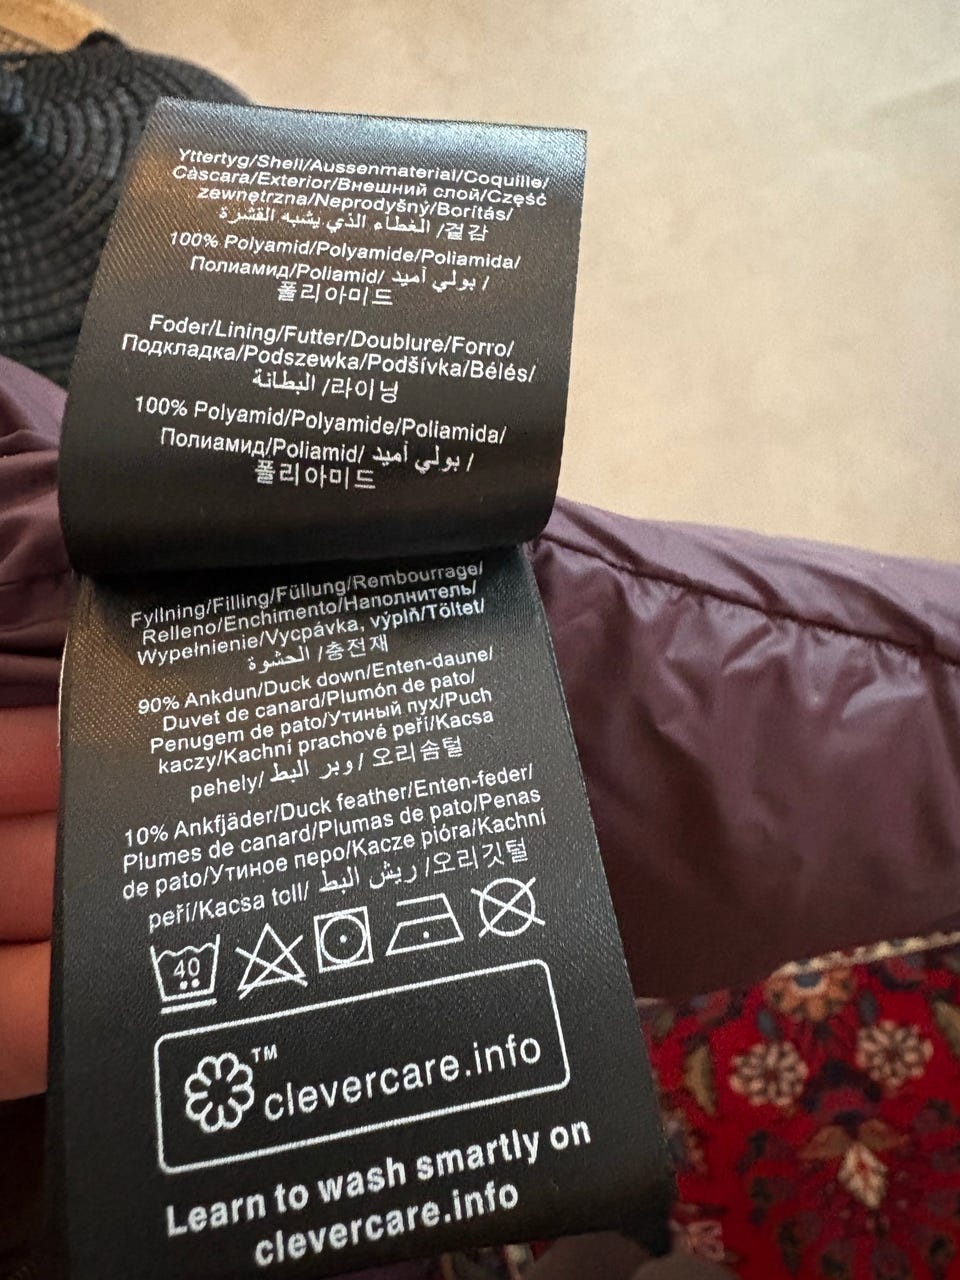 Yttertyg/Shell/Aussenmaterial/Coquille/
Cáscara/Exterior/Внешний слой/Część
zewnętrzna/Neprodyšný/Borítás/
الغطاء الذي يشبه القشرة /겉감
100% Polyamid/Polyamide/Poliamida/
Полиамид/Poliamid/ بولي أميد /
폴리아미드
Foder/Lining/Futter/Doublure/Forro/
Подкладка/Podszewka/Podšívka/Bélés/
البطانة /라이닝
100% Polyamid/Polyamide/Poliamida/
Полиамид/Poliamid/ بولي أميد /
폴리아미드
Fyllning/Filling/Füllung/Rembourrage/
Relleno/Enchimento/Наполнитель/
Wypełnienie/Vycpávka, výplň/Töltet/
الحشوة /충전재
90% Ankdun/Duck down/Enten-daune/
Duvet de canard/Plumón de pato/
Penugem de pato/Утиный пух/Puch
kaczy/Kachní prachové peří/Kacsa
pehely/ وبر البط / 오리솜털
10% Ankfjäder/Duck feather/Enten-feder/
Plumes de canard/Plumas de pato/Penas
de pato/Утиное перо/Kacze pióra/Kachní
peří/Kacsa toll/ ريش البط /오리깃털
40
™
clevercare.info
Learn to wash smartly on
clevercare.info